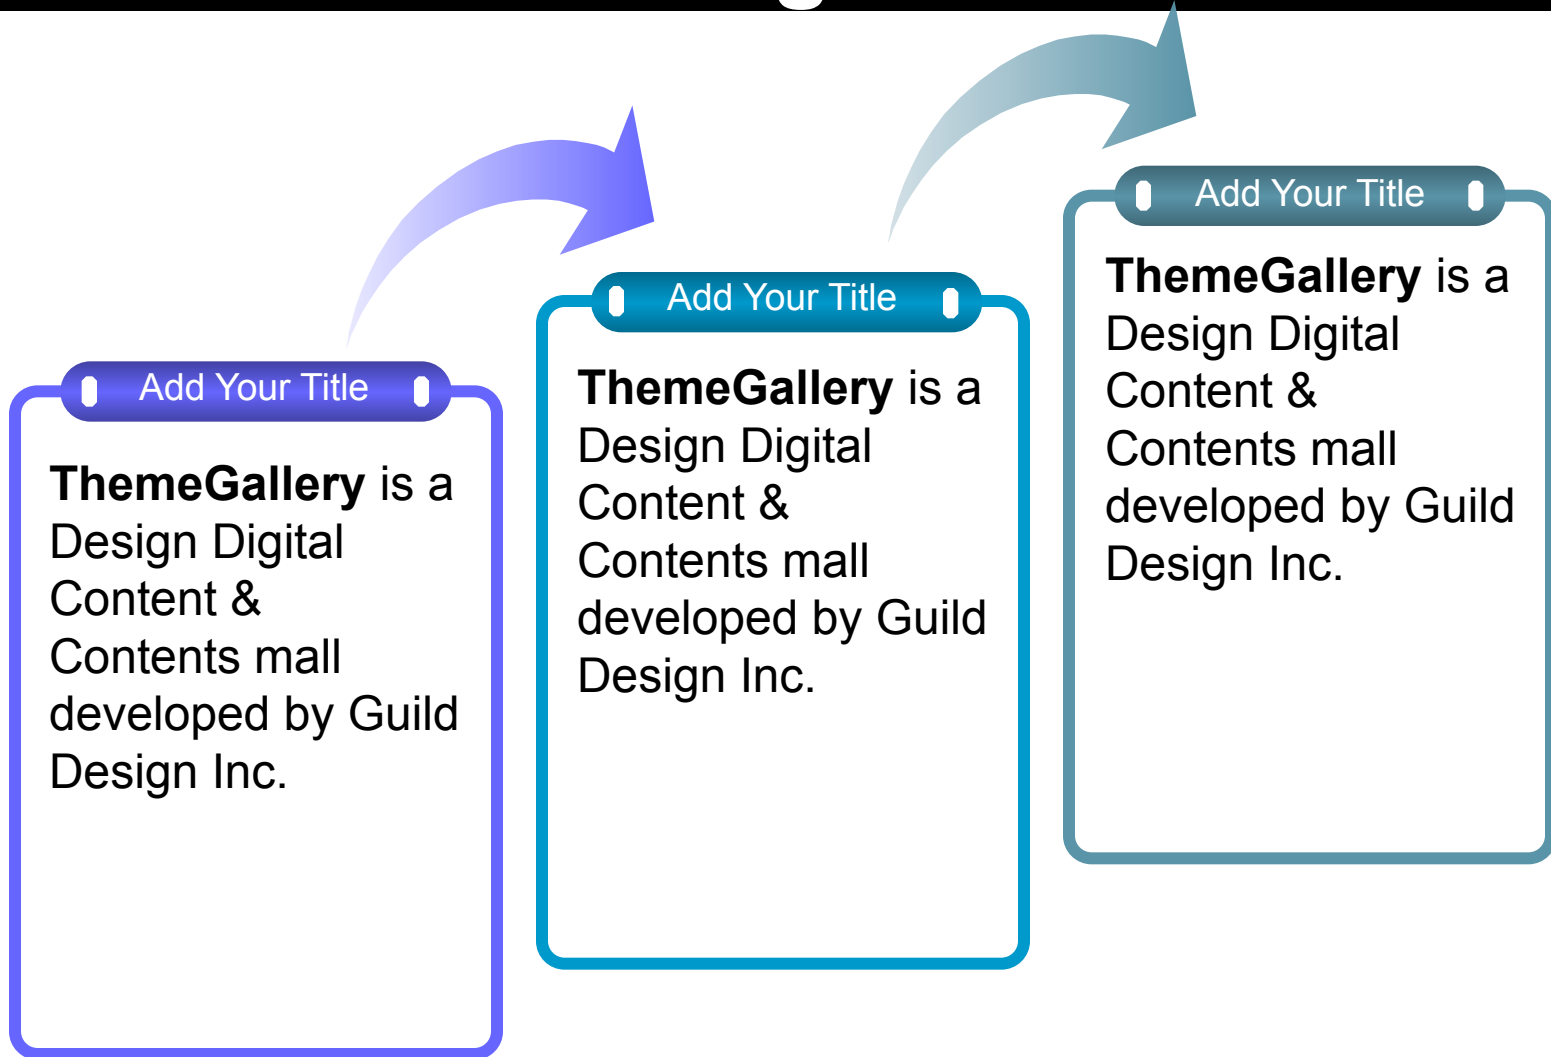 Add Your Title
ThemeGallery is a
Design Digital
Content &
Contents mall
developed by Guild
Design Inc.
Add Your Title
ThemeGallery is a
Design Digital
Content &
Contents mall
developed by Guild
Design Inc.
Add Your Title
ThemeGallery is a
Design Digital
Content &
Contents mall
developed by Guild
Design Inc.